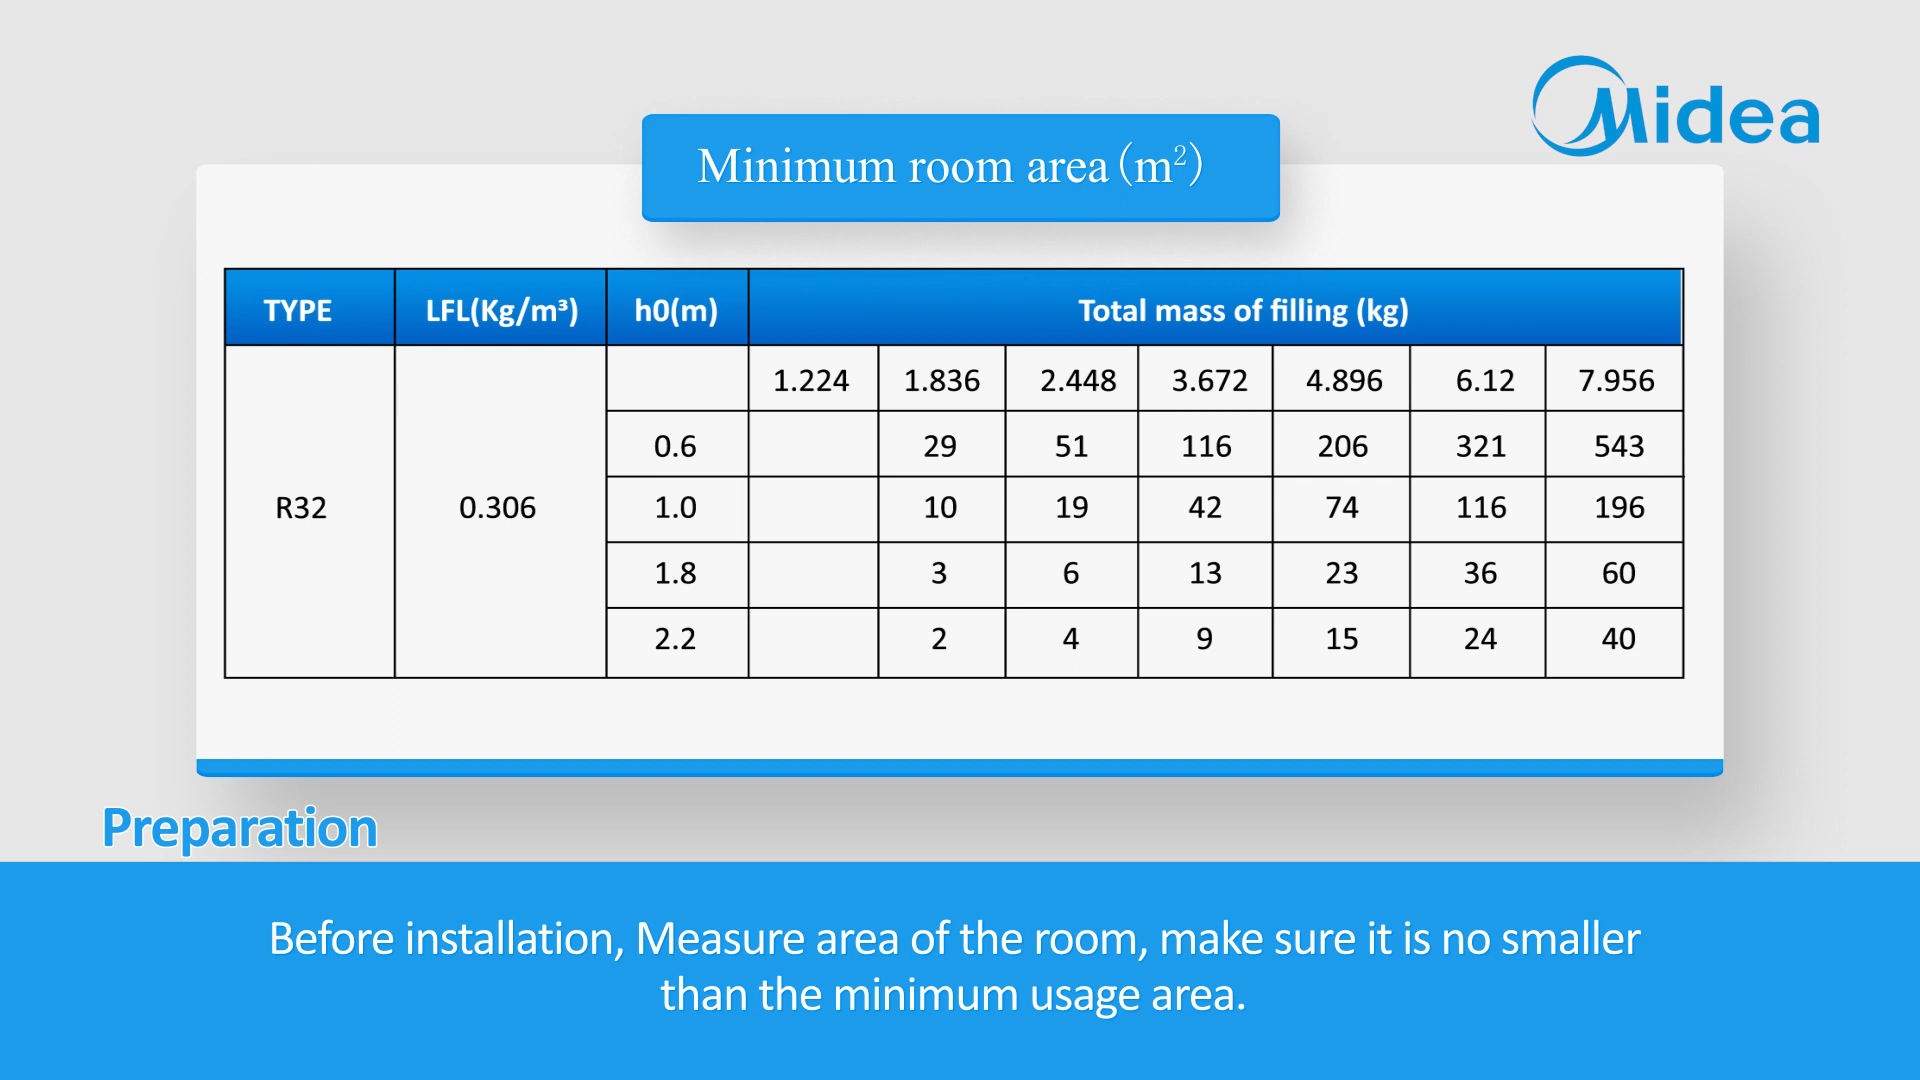 Midea
Minimum room area (m²)
TYPE LFL(Kg/m³) h0(m) Total mass of filling (kg)
1.224 1.836 2.448 3.672 4.896 6.12 7.956
0.6 29 51 116 206 321 543
R32 0.306 1.0 10 19 42 74 116 196
1.8 3 6 13 23 36 60
2.2 2 4 9 15 24 40
Preparation
Before installation, Measure area of the room, make sure it is no smaller
than the minimum usage area.